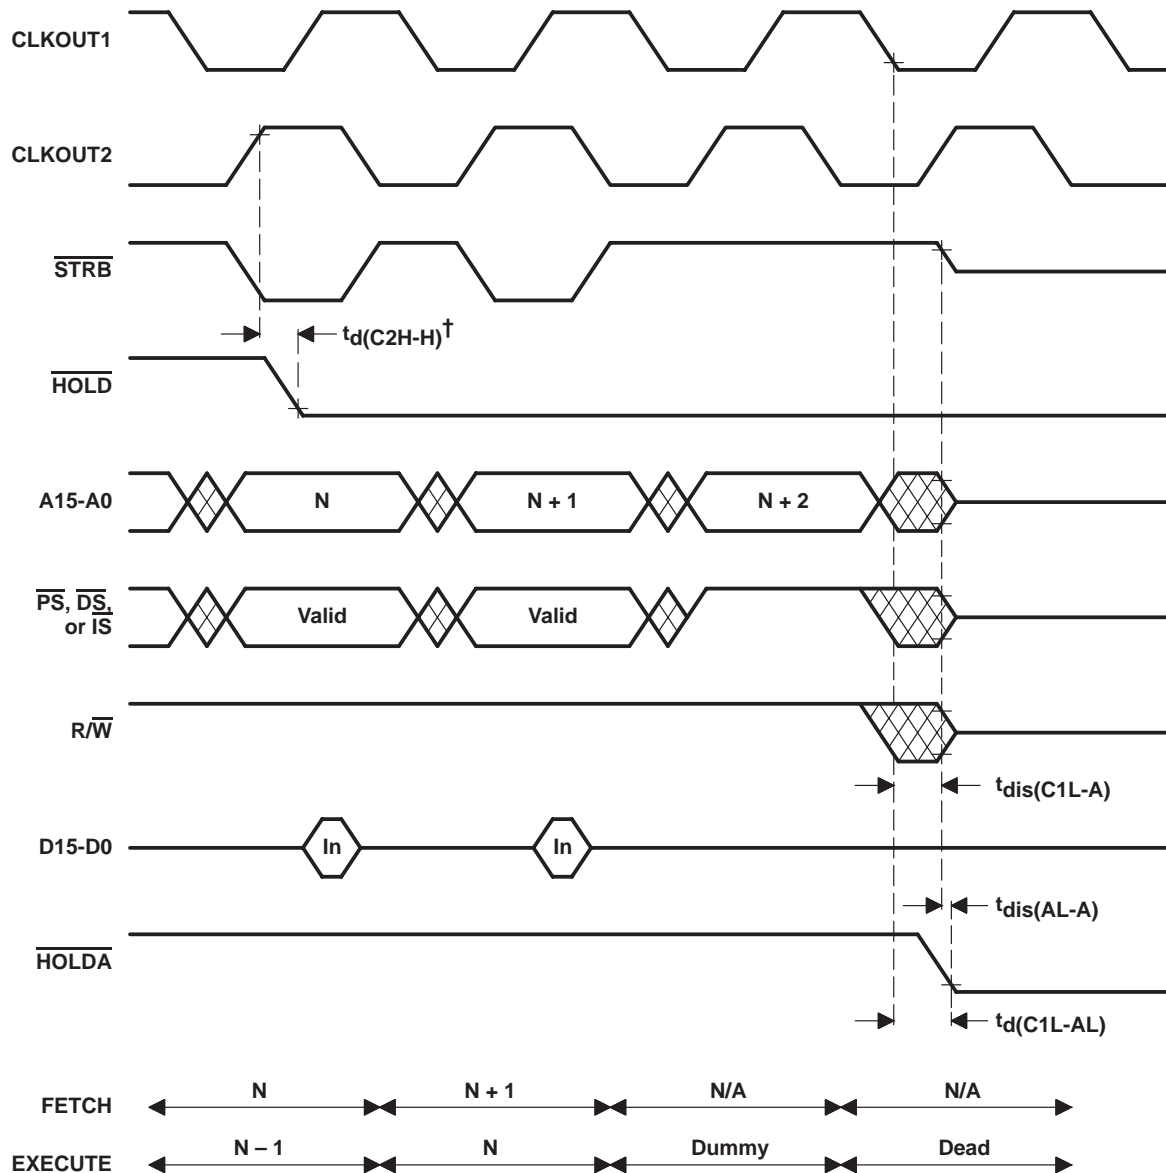 CLKOUT1
CLKOUT2
STRB
td(C2H-H)†
HOLD
A15-A0
N
N + 1
N + 2
PS, DS,
or IS
Valid
Valid
R/W
tdis(C1L-A)
D15-D0
In
In
tdis(AL-A)
HOLDA
td(C1L-AL)
FETCH
N
N + 1
N/A
N/A
EXECUTE
N – 1
N
Dummy
Dead